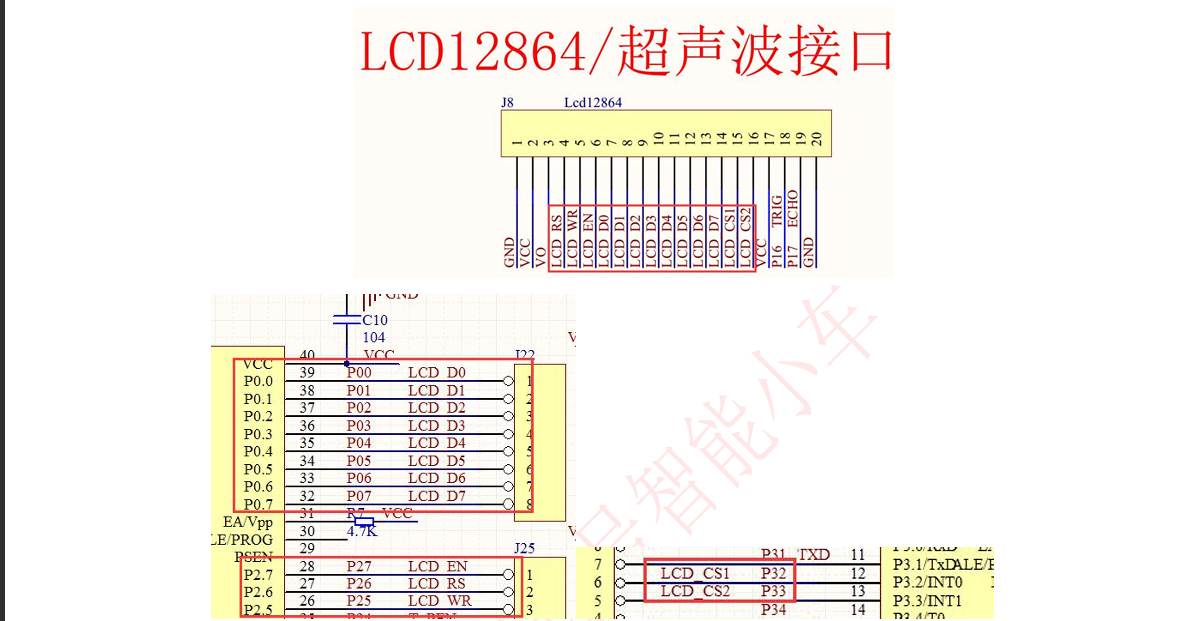 LCD12864/超声波接口
J8 Lcd12864
1 2 3 4 5 6 7 8 9 10 11 12 13 14 15 16 17 18 19 20
GND
VCC
VO
LCD_RS
LCD_WR
LCD_EN
LCD_D0
LCD_D1
LCD_D2
LCD_D3
LCD_D4
LCD_D5
LCD_D6
LCD_D7
LCD_CS1
LCD_CS2
VCC
P16 TRIG
P17 ECHO
GND
GND
C10
104
40 VCC J22
VCC
P0.0 39 P00 LCD_D0 1
P0.1 38 P01 LCD_D1 2
P0.2 37 P02 LCD_D2 3
P0.3 36 P03 LCD_D3 4
P0.4 35 P04 LCD_D4 5
P0.5 34 P05 LCD_D5 6
P0.6 33 P06 LCD_D6 7
P0.7 32 P07 LCD_D7 8
EA/Vpp 31 R7 VCC
LE/PROG 30 4.7K
PSEN 29 J25
P2.7 28 P27 LCD_EN 1
P2.6 27 P26 LCD_RS 2
P2.5 26 P25 LCD_WR 3
7 P31 TXD 11 P3.1/TxD ALE/P
6 LCD_CS1 P32 12 P3.2/INT0
5 LCD_CS2 P33 13 P3.3/INT1
P34 14
智能小车